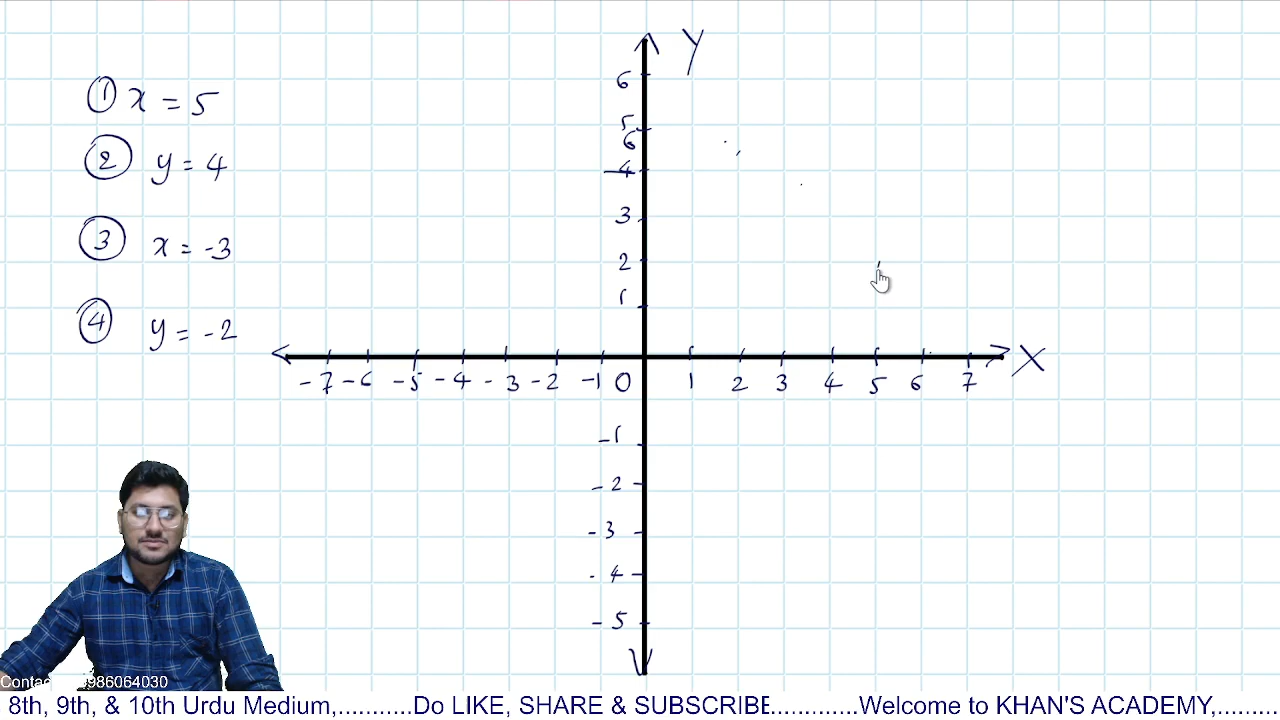 Y
6
① x = 5
5
6
② y = 4
4
3
③ x = -3
2
④ y = -2
1
X
-7 -6 -5 -4 -3 -2 -1 0 1 2 3 4 5 6 7
-1
-2
-3
-4
-5
986064030
8th, 9th, & 10th Urdu Medium,...........Do LIKE, SHARE & SUBSCRIBE.............Welcome to KHAN'S ACADEMY,.........